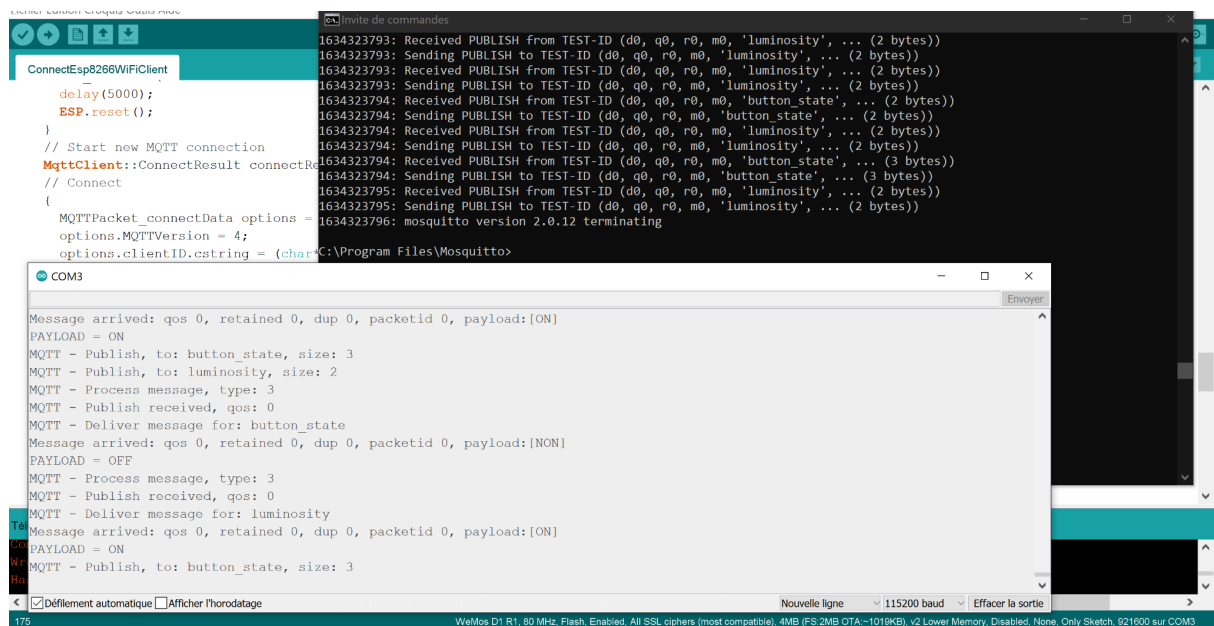 Fichier Édition Croquis Outils Aide
ConnectEsp8266WiFiClient
delay(5000);
ESP.reset();
}
// Start new MQTT connection
MqttClient::ConnectResult connectRe
// Connect
{
MQTTPacket_connectData options =
options.MQTTVersion = 4;
options.clientID.cstring = (char*
Invite de commandes
1634323793: Received PUBLISH from TEST-ID (d0, q0, r0, m0, 'luminosity', ... (2 bytes))
1634323793: Sending PUBLISH to TEST-ID (d0, q0, r0, m0, 'luminosity', ... (2 bytes))
1634323793: Received PUBLISH from TEST-ID (d0, q0, r0, m0, 'luminosity', ... (2 bytes))
1634323793: Sending PUBLISH to TEST-ID (d0, q0, r0, m0, 'luminosity', ... (2 bytes))
1634323794: Received PUBLISH from TEST-ID (d0, q0, r0, m0, 'button_state', ... (2 bytes))
1634323794: Sending PUBLISH to TEST-ID (d0, q0, r0, m0, 'button_state', ... (2 bytes))
1634323794: Received PUBLISH from TEST-ID (d0, q0, r0, m0, 'luminosity', ... (2 bytes))
1634323794: Sending PUBLISH to TEST-ID (d0, q0, r0, m0, 'luminosity', ... (2 bytes))
1634323794: Received PUBLISH from TEST-ID (d0, q0, r0, m0, 'button_state', ... (3 bytes))
1634323794: Sending PUBLISH to TEST-ID (d0, q0, r0, m0, 'button_state', ... (3 bytes))
1634323795: Received PUBLISH from TEST-ID (d0, q0, r0, m0, 'luminosity', ... (2 bytes))
1634323795: Sending PUBLISH to TEST-ID (d0, q0, r0, m0, 'luminosity', ... (2 bytes))
1634323796: mosquitto version 2.0.12 terminating
C:\Program Files\Mosquitto>
COM3
Envoyer
Message arrived: qos 0, retained 0, dup 0, packetid 0, payload:[ON]
PAYLOAD = ON
MQTT - Publish, to: button_state, size: 3
MQTT - Publish, to: luminosity, size: 2
MQTT - Process message, type: 3
MQTT - Publish received, qos: 0
MQTT - Deliver message for: button_state
Message arrived: qos 0, retained 0, dup 0, packetid 0, payload:[NON]
PAYLOAD = OFF
MQTT - Process message, type: 3
MQTT - Publish received, qos: 0
MQTT - Deliver message for: luminosity
Message arrived: qos 0, retained 0, dup 0, packetid 0, payload:[ON]
PAYLOAD = ON
MQTT - Publish, to: button_state, size: 3
Défilement automatique Afficher l'horodatage
Nouvelle ligne 115200 baud Effacer la sortie
Tél
Co
Wr
Ha
175
WeMos D1 R1, 80 MHz, Flash, Enabled, All SSL ciphers (most compatible), 4MB (FS:2MB OTA:~1019KB), v2 Lower Memory, Disabled, None, Only Sketch, 921600 sur COM3